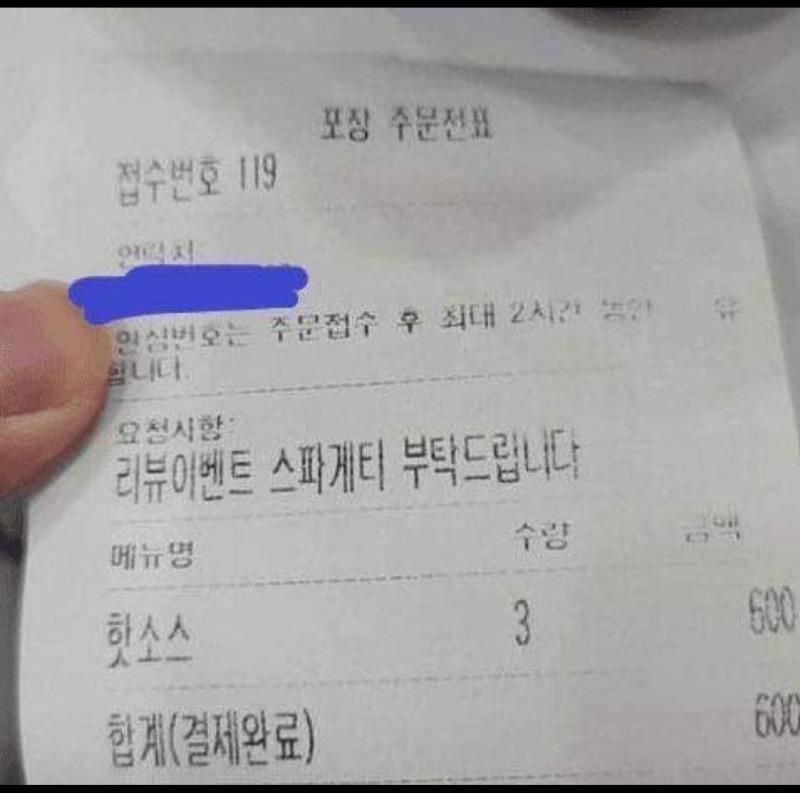 포장 주문전표
접수번호 119
연락처:
안심번호는 주문접수 후 최대 2시간 동안 유
합니다.
요청사항:
리뷰이벤트 스파게티 부탁드립니다
메뉴명 수량 금액
핫소스 3 600
합계(결제완료) 600